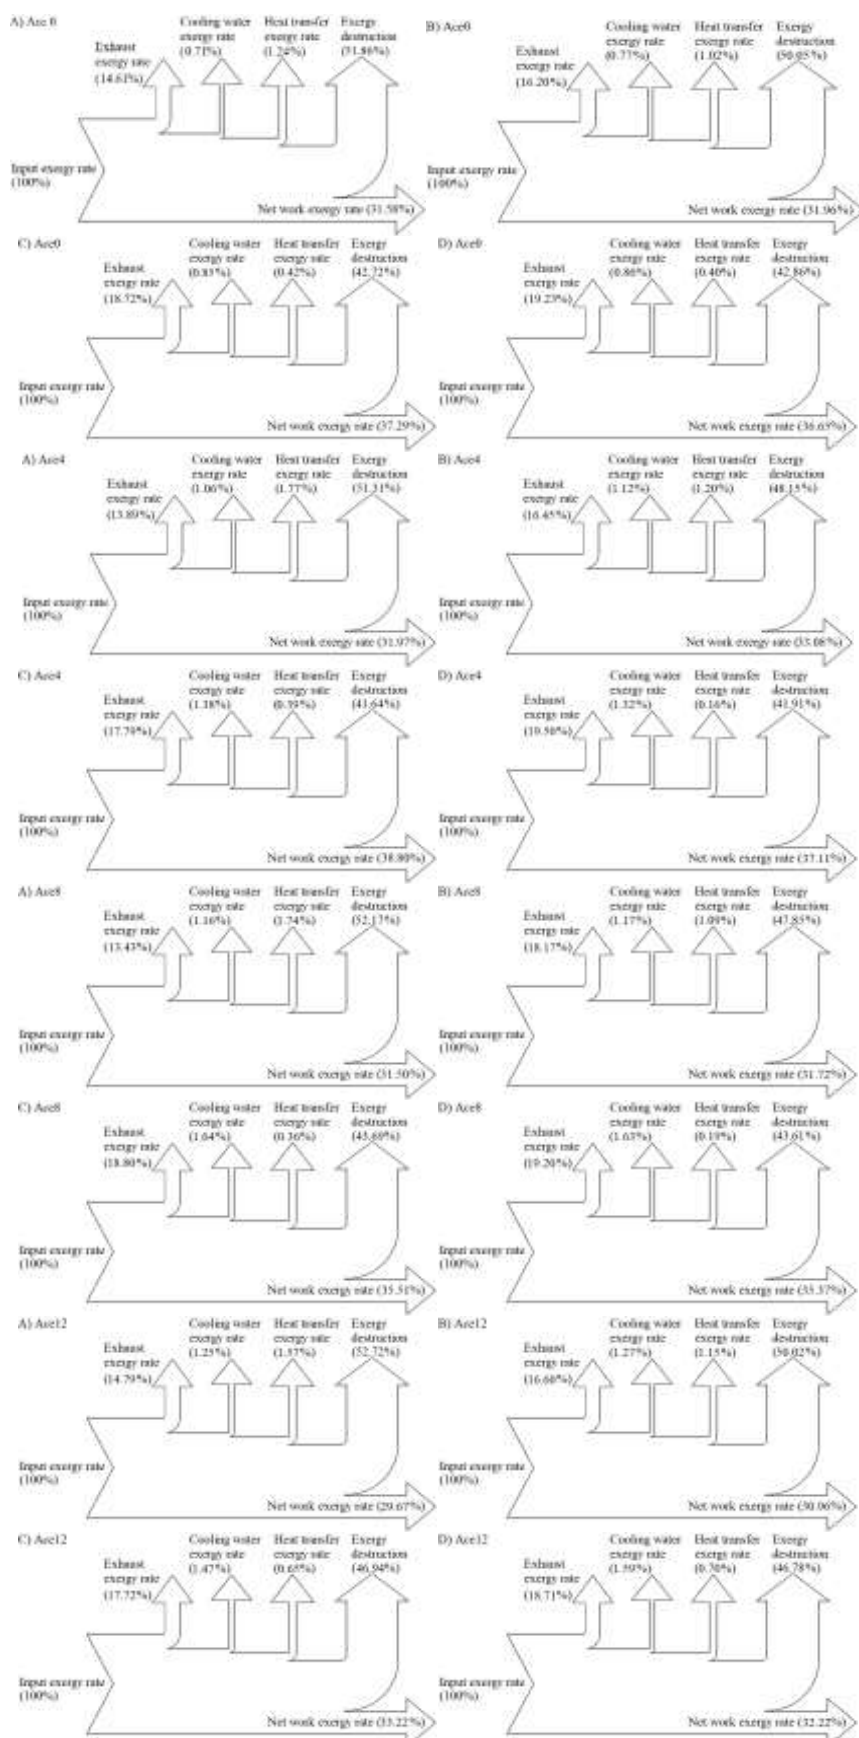 A) Ace 0
Exhaust
exergy rate
(14.61%)
Cooling water
exergy rate
(0.71%)
Heat transfer
exergy rate
(1.24%)
Exergy
destruction
(51.86%)
Input exergy rate
(100%)
Net work exergy rate (31.58%)
B) Ace0
Exhaust
exergy rate
(16.20%)
Cooling water
exergy rate
(0.77%)
Heat transfer
exergy rate
(1.02%)
Exergy
destruction
(50.05%)
Input exergy rate
(100%)
Net work exergy rate (31.96%)
C) Ace0
Exhaust
exergy rate
(18.72%)
Cooling water
exergy rate
(0.85%)
Heat transfer
exergy rate
(0.42%)
Exergy
destruction
(42.72%)
Input exergy rate
(100%)
Net work exergy rate (37.29%)
D) Ace0
Exhaust
exergy rate
(19.23%)
Cooling water
exergy rate
(0.86%)
Heat transfer
exergy rate
(0.40%)
Exergy
destruction
(42.86%)
Input exergy rate
(100%)
Net work exergy rate (36.65%)
A) Ace4
Exhaust
exergy rate
(13.89%)
Cooling water
exergy rate
(1.06%)
Heat transfer
exergy rate
(1.77%)
Exergy
destruction
(51.31%)
Input exergy rate
(100%)
Net work exergy rate (31.97%)
B) Ace4
Exhaust
exergy rate
(16.45%)
Cooling water
exergy rate
(1.12%)
Heat transfer
exergy rate
(1.20%)
Exergy
destruction
(48.15%)
Input exergy rate
(100%)
Net work exergy rate (33.08%)
C) Ace4
Exhaust
exergy rate
(17.79%)
Cooling water
exergy rate
(1.38%)
Heat transfer
exergy rate
(0.39%)
Exergy
destruction
(41.64%)
Input exergy rate
(100%)
Net work exergy rate (38.80%)
D) Ace4
Exhaust
exergy rate
(19.50%)
Cooling water
exergy rate
(1.32%)
Heat transfer
exergy rate
(0.16%)
Exergy
destruction
(41.91%)
Input exergy rate
(100%)
Net work exergy rate (37.11%)
A) Ace8
Exhaust
exergy rate
(13.43%)
Cooling water
exergy rate
(1.16%)
Heat transfer
exergy rate
(1.74%)
Exergy
destruction
(52.17%)
Input exergy rate
(100%)
Net work exergy rate (31.50%)
B) Ace8
Exhaust
exergy rate
(18.17%)
Cooling water
exergy rate
(1.17%)
Heat transfer
exergy rate
(1.09%)
Exergy
destruction
(47.85%)
Input exergy rate
(100%)
Net work exergy rate (31.72%)
C) Ace8
Exhaust
exergy rate
(18.80%)
Cooling water
exergy rate
(1.64%)
Heat transfer
exergy rate
(0.36%)
Exergy
destruction
(43.69%)
Input exergy rate
(100%)
Net work exergy rate (35.51%)
D) Ace8
Exhaust
exergy rate
(19.20%)
Cooling water
exergy rate
(1.63%)
Heat transfer
exergy rate
(0.19%)
Exergy
destruction
(43.61%)
Input exergy rate
(100%)
Net work exergy rate (35.37%)
A) Ace12
Exhaust
exergy rate
(14.79%)
Cooling water
exergy rate
(1.25%)
Heat transfer
exergy rate
(1.57%)
Exergy
destruction
(52.72%)
Input exergy rate
(100%)
Net work exergy rate (29.67%)
B) Ace12
Exhaust
exergy rate
(16.60%)
Cooling water
exergy rate
(1.27%)
Heat transfer
exergy rate
(1.15%)
Exergy
destruction
(50.02%)
Input exergy rate
(100%)
Net work exergy rate (30.96%)
C) Ace12
Exhaust
exergy rate
(17.72%)
Cooling water
exergy rate
(1.47%)
Heat transfer
exergy rate
(0.65%)
Exergy
destruction
(46.94%)
Input exergy rate
(100%)
Net work exergy rate (33.22%)
D) Ace12
Exhaust
exergy rate
(18.71%)
Cooling water
exergy rate
(1.59%)
Heat transfer
exergy rate
(0.70%)
Exergy
destruction
(46.78%)
Input exergy rate
(100%)
Net work exergy rate (32.22%)